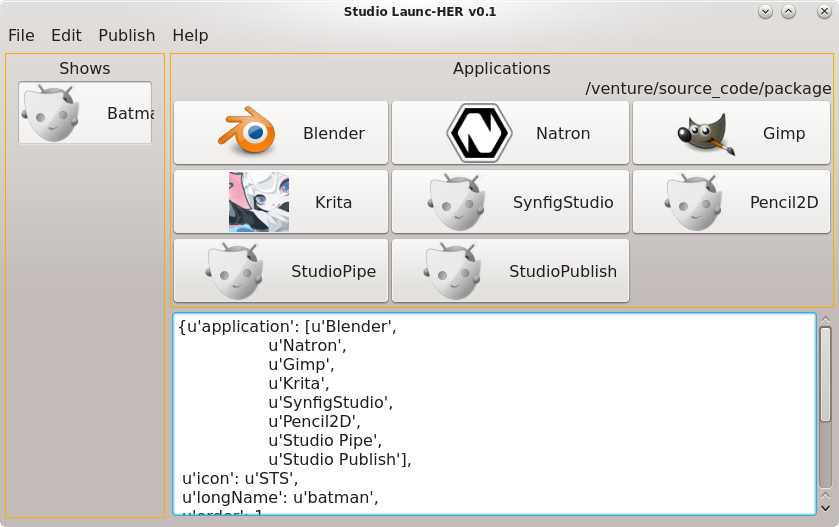 Studio Launc-HER v0.1
File Edit Publish Help
Shows
Batma
Applications
/venture/source_code/package
Blender
Natron
Gimp
Krita
SynfigStudio
Pencil2D
StudioPipe
StudioPublish
{u'application': [u'Blender',
u'Natron',
u'Gimp',
u'Krita',
u'SynfigStudio',
u'Pencil2D',
u'Studio Pipe',
u'Studio Publish'],
u'icon': u'STS',
u'longName': u'batman',
u'order': 1